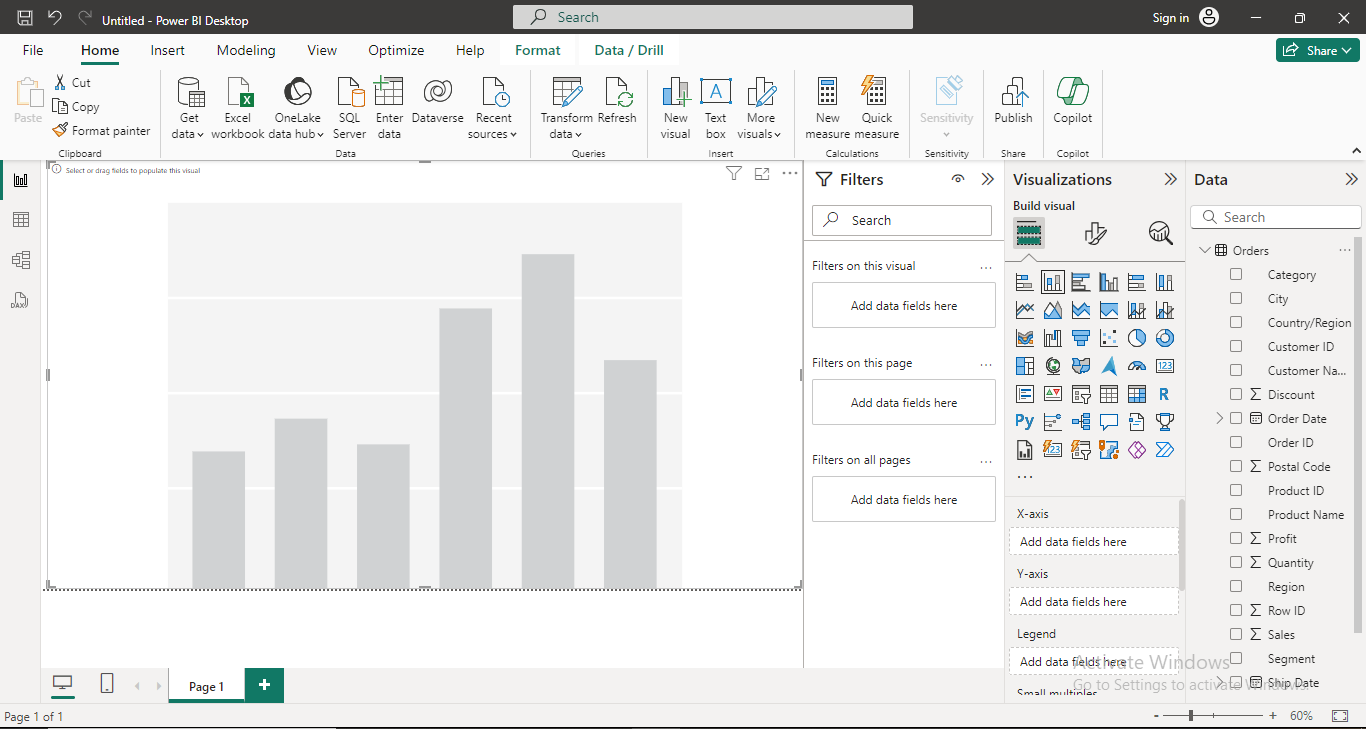 Untitled - Power BI Desktop
Search
Sign in
File Home Insert Modeling View Optimize Help Format Data / Drill
Share
Paste
Cut
Copy
Format painter
Clipboard
Get data
Excel workbook
OneLake data hub
SQL Server
Enter data
Dataverse
Recent sources
Data
Transform data
Refresh
Queries
New visual
Text box
More visuals
Insert
New measure
Quick measure
Calculations
Sensitivity
Sensitivity
Publish
Share
Copilot
Copilot
Select or drag fields to populate this visual
Filters
Search
Filters on this visual
Add data fields here
Filters on this page
Add data fields here
Filters on all pages
Add data fields here
Visualizations
Build visual
123
R
Py
123
X-axis
Add data fields here
Y-axis
Add data fields here
Legend
Add data fields here
Small multiples
Data
Search
Orders
Category
City
Country/Region
Customer ID
Customer Na...
Discount
Order Date
Order ID
Postal Code
Product ID
Product Name
Profit
Quantity
Region
Row ID
Sales
Segment
Ship Date
Activate Windows
Go to Settings to activate Windows.
DAX
Page 1
Page 1 of 1
60%